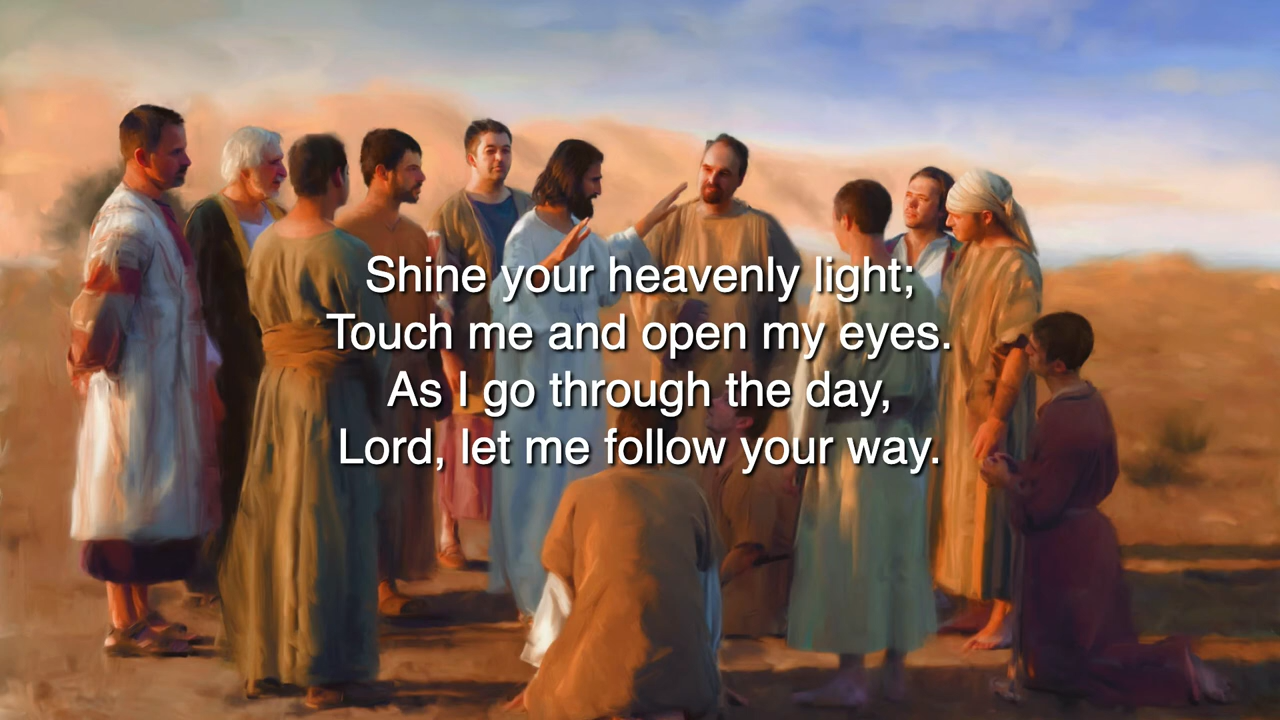 Shine your heavenly light;
Touch me and open my eyes.
As I go through the day,
Lord, let me follow your way.